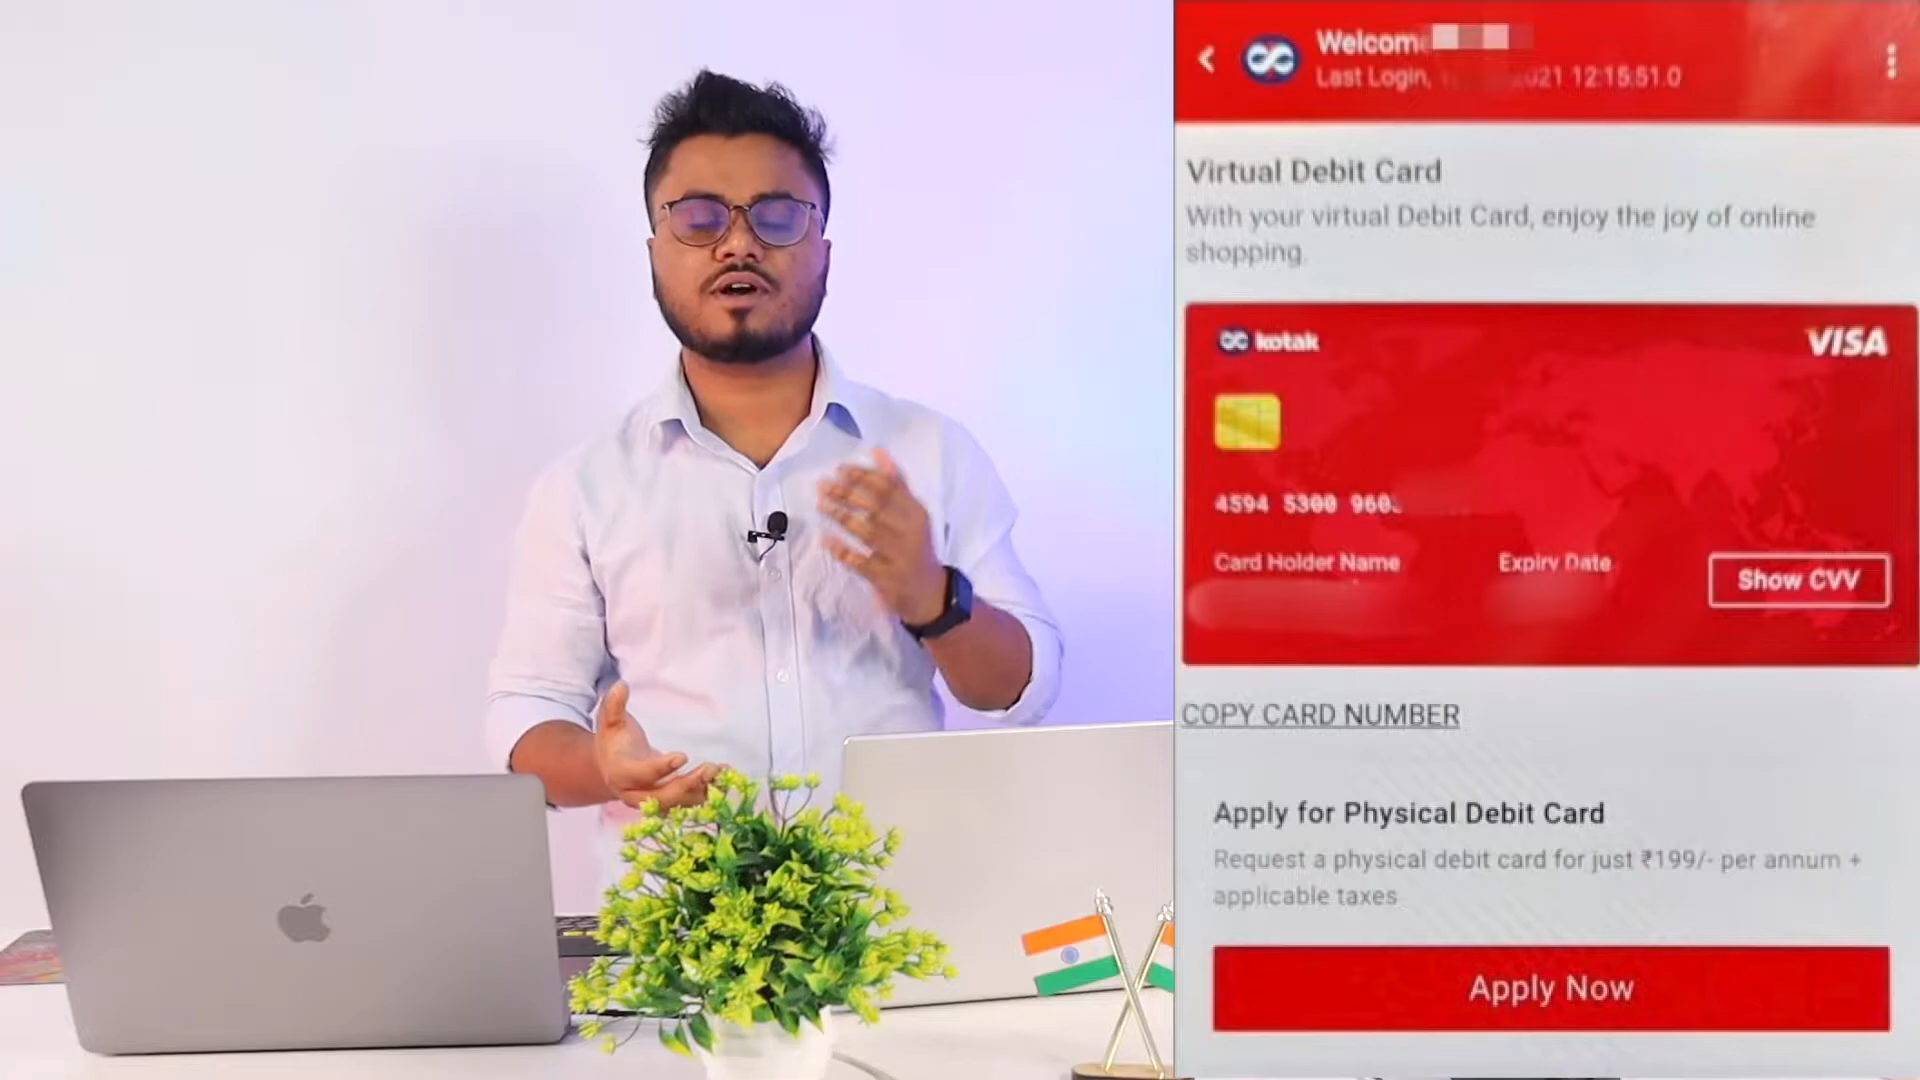 Welcome
Last Login, 2021 12:15:51.0
Virtual Debit Card
With your virtual Debit Card, enjoy the joy of online
shopping.
kotak
VISA
4594 5300 960
Card Holder Name
Expiry Date
Show CVV
COPY CARD NUMBER
Apply for Physical Debit Card
Request a physical debit card for just ₹199/- per annum +
applicable taxes
Apply Now